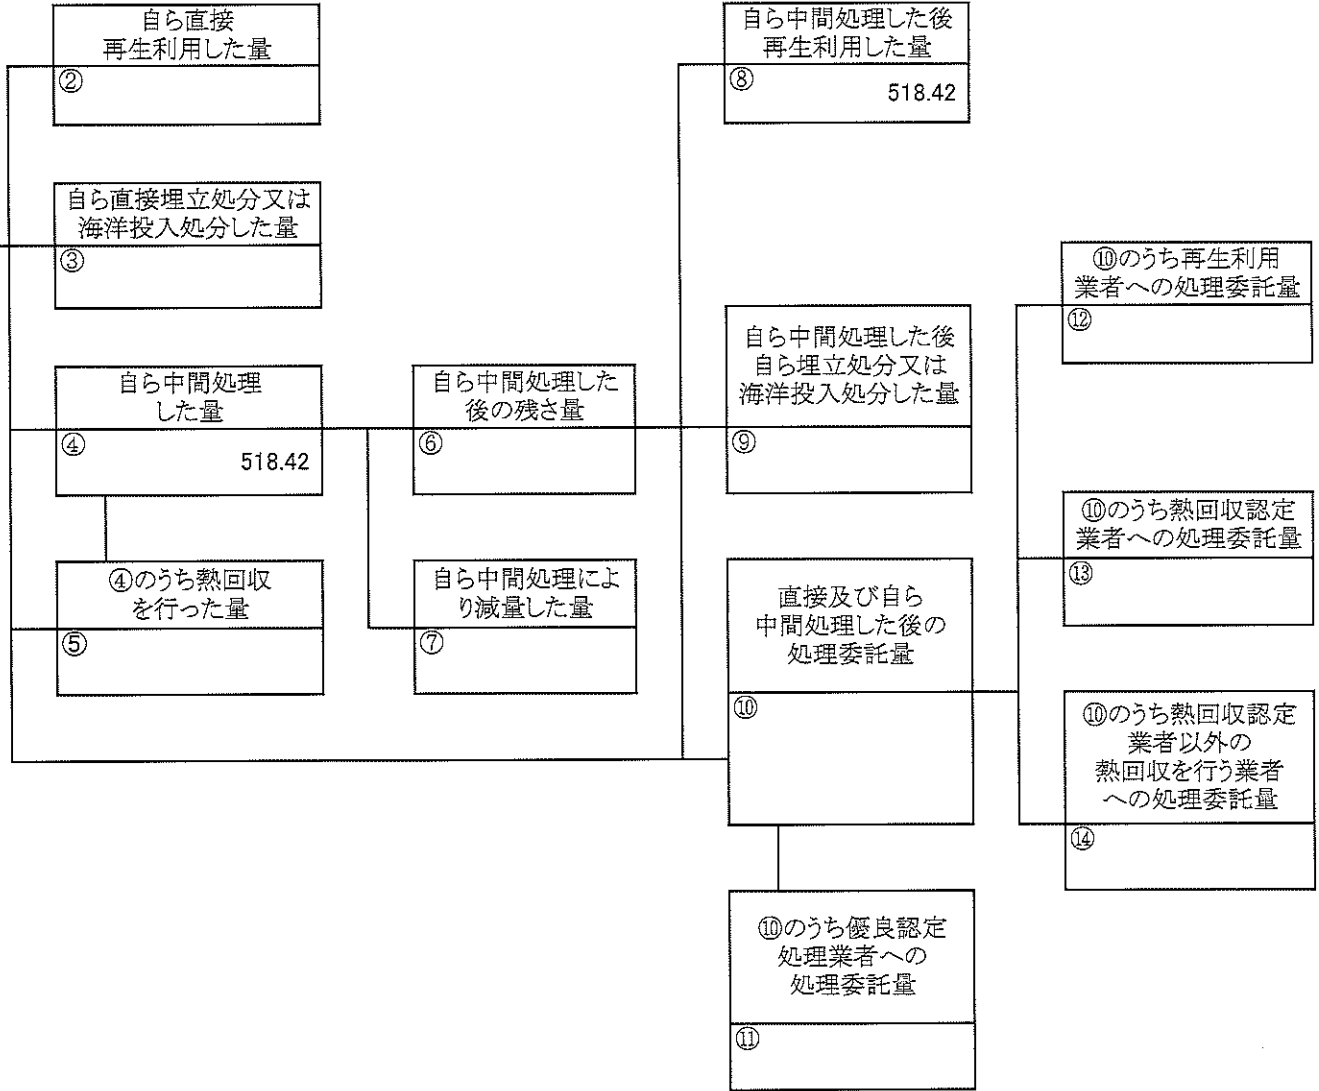 自ら直接
再生利用した量
②
自ら直接埋立処分又は
海洋投入処分した量
③
自ら中間処理
した量
④
518.42
④のうち熱回収
を行った量
⑤
自ら中間処理した
後の残さ量
⑥
自ら中間処理によ
り減量した量
⑦
自ら中間処理した後
再生利用した量
⑧
518.42
自ら中間処理した後
自ら埋立処分又は
海洋投入処分した量
⑨
直接及び自ら
中間処理した後の
処理委託量
⑩
⑩のうち優良認定
処理業者への
処理委託量
⑪
⑩のうち再生利用
業者への処理委託量
⑫
⑩のうち熱回収認定
業者への処理委託量
⑬
⑩のうち熱回収認定
業者以外の
熱回収を行う業者
への処理委託量
⑭